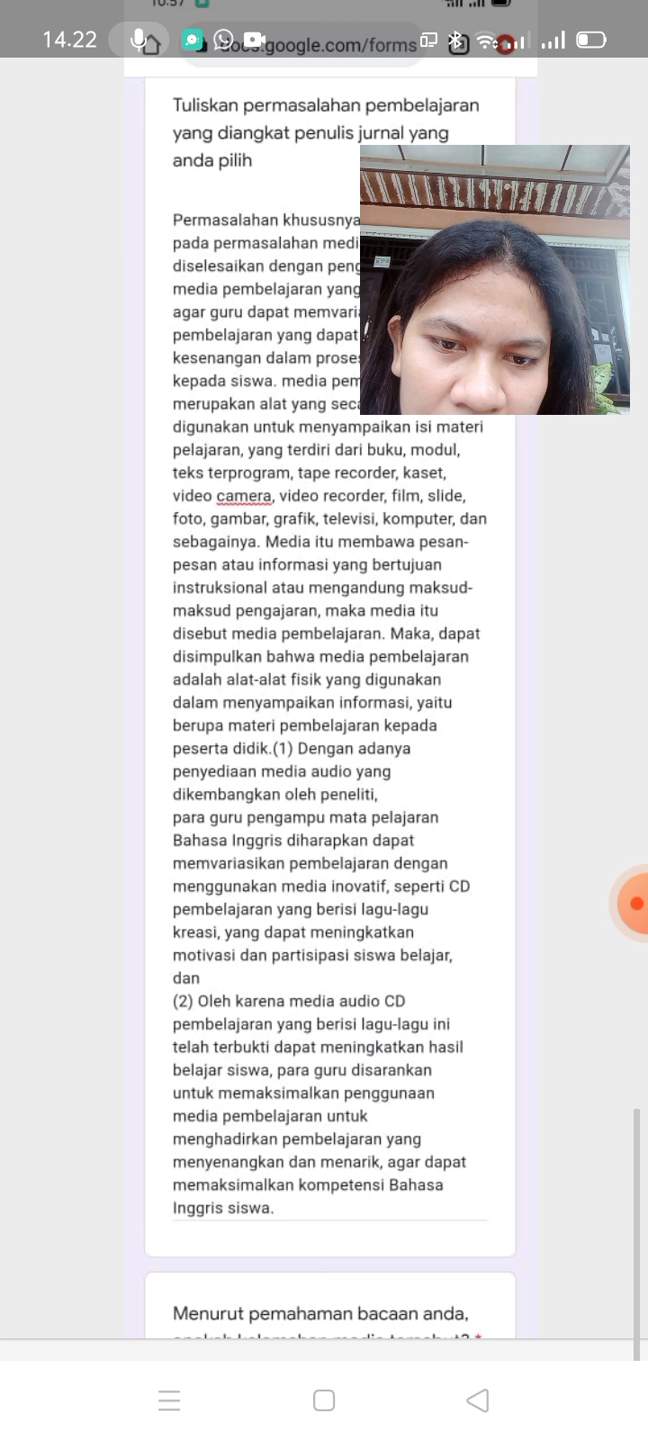 14.22
docs.google.com/forms
Tuliskan permasalahan pembelajaran
yang diangkat penulis jurnal yang
anda pilih
Permasalahan khususnya
pada permasalahan
diselesaikan dengan
media pembelajaran yang
agar guru dapat
pembelajaran yang dapat
kesenangan dalam
kepada siswa. media
merupakan alat yang
digunakan untuk menyampaikan isi materi
pelajaran, yang terdiri dari buku, modul,
teks terprogram, tape recorder, kaset,
video camera, video recorder, film, slide,
foto, gambar, grafik, televisi, komputer, dan
sebagainya. Media itu membawa pesan-
pesan atau informasi yang bertujuan
instruksional atau mengandung maksud-
maksud pengajaran, maka media itu
disebut media pembelajaran. Maka, dapat
disimpulkan bahwa media pembelajaran
adalah alat-alat fisik yang digunakan
dalam menyampaikan informasi, yaitu
berupa materi pembelajaran kepada
peserta didik.(1) Dengan adanya
penyediaan media audio yang
dikembangkan oleh peneliti,
para guru pengampu mata pelajaran
Bahasa Inggris diharapkan dapat
memvariasikan pembelajaran dengan
menggunakan media inovatif, seperti CD
pembelajaran yang berisi lagu-lagu
kreasi, yang dapat meningkatkan
motivasi dan partisipasi siswa belajar,
dan
(2) Oleh karena media audio CD
pembelajaran yang berisi lagu-lagu ini
telah terbukti dapat meningkatkan hasil
belajar siswa, para guru disarankan
untuk memaksimalkan penggunaan
media pembelajaran untuk
menghadirkan pembelajaran yang
menyenangkan dan menarik, agar dapat
memaksimalkan kompetensi Bahasa
Inggris siswa.
Menurut pemahaman bacaan anda,